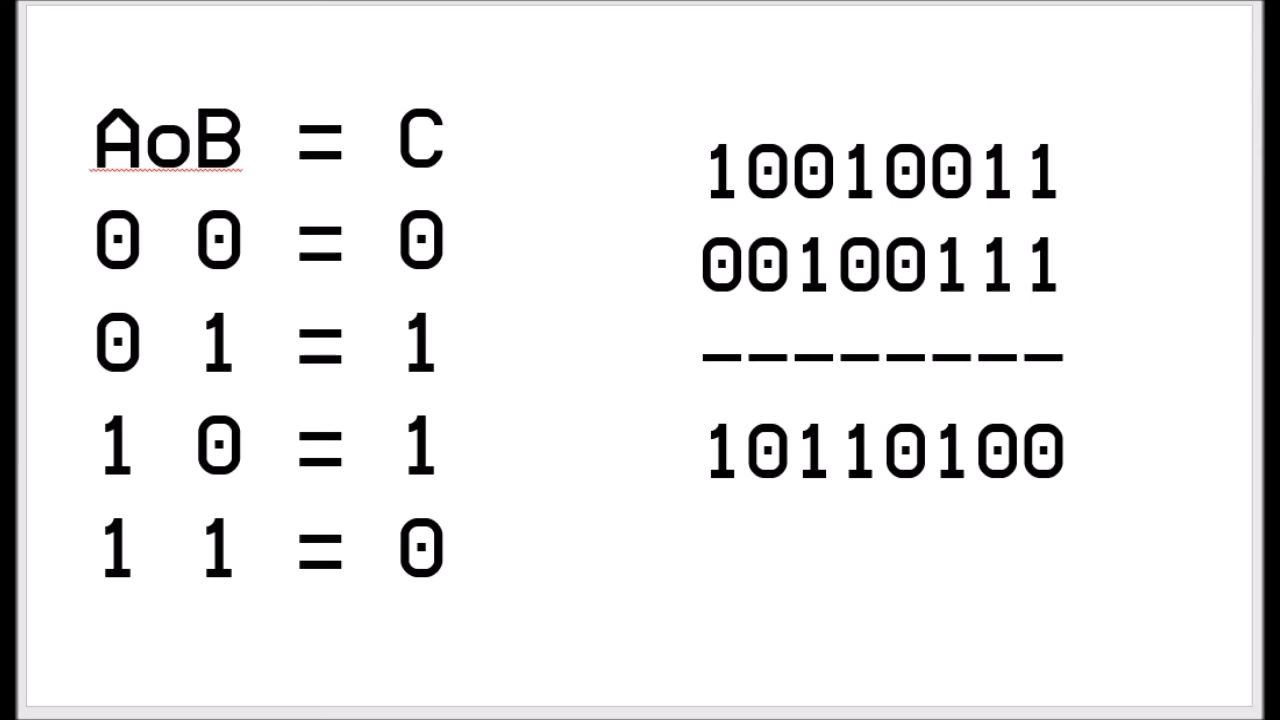 AoB = C
0 0 = 0
0 1 = 1
1 0 = 1
1 1 = 0
10010011
00100111
--------
10110100